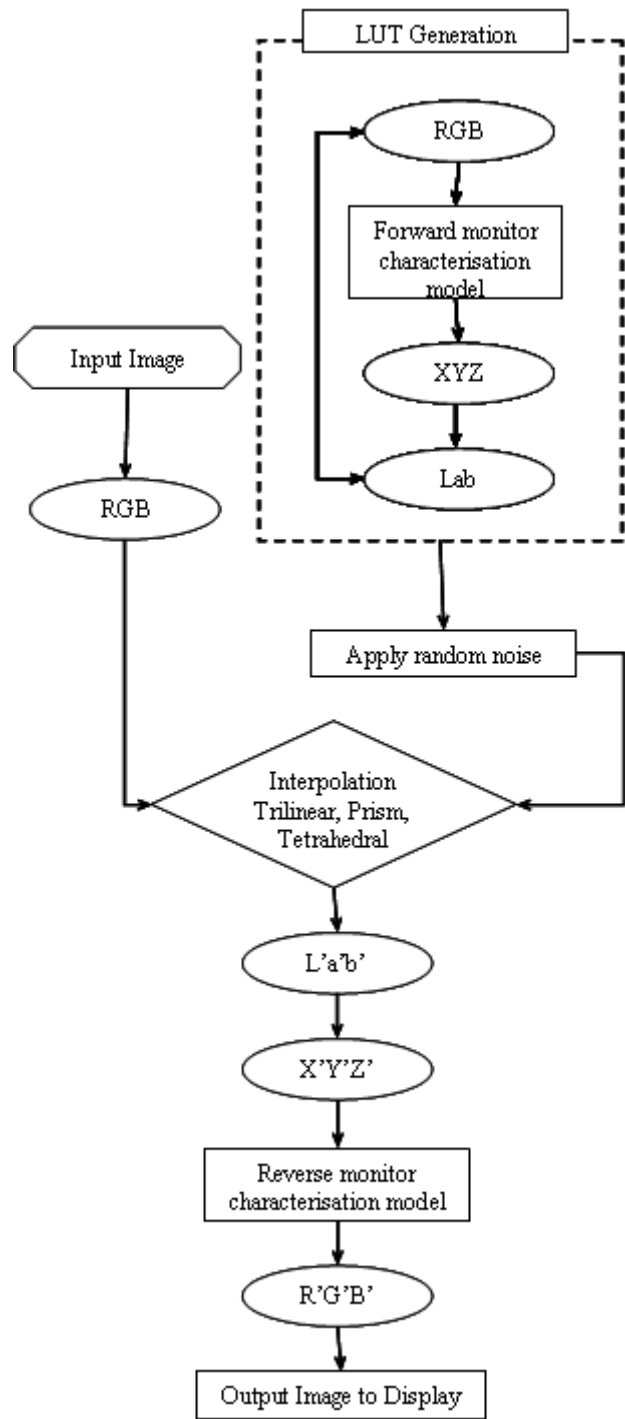 LUT Generation
RGB
Forward monitor
characterisation
model
XYZ
Lab
Input Image
RGB
Apply random noise
Interpolation
Trilinear, Prism,
Tetrahedral
L’a’b’
X’Y’Z’
Reverse monitor
characterisation model
R’G’B’
Output Image to Display